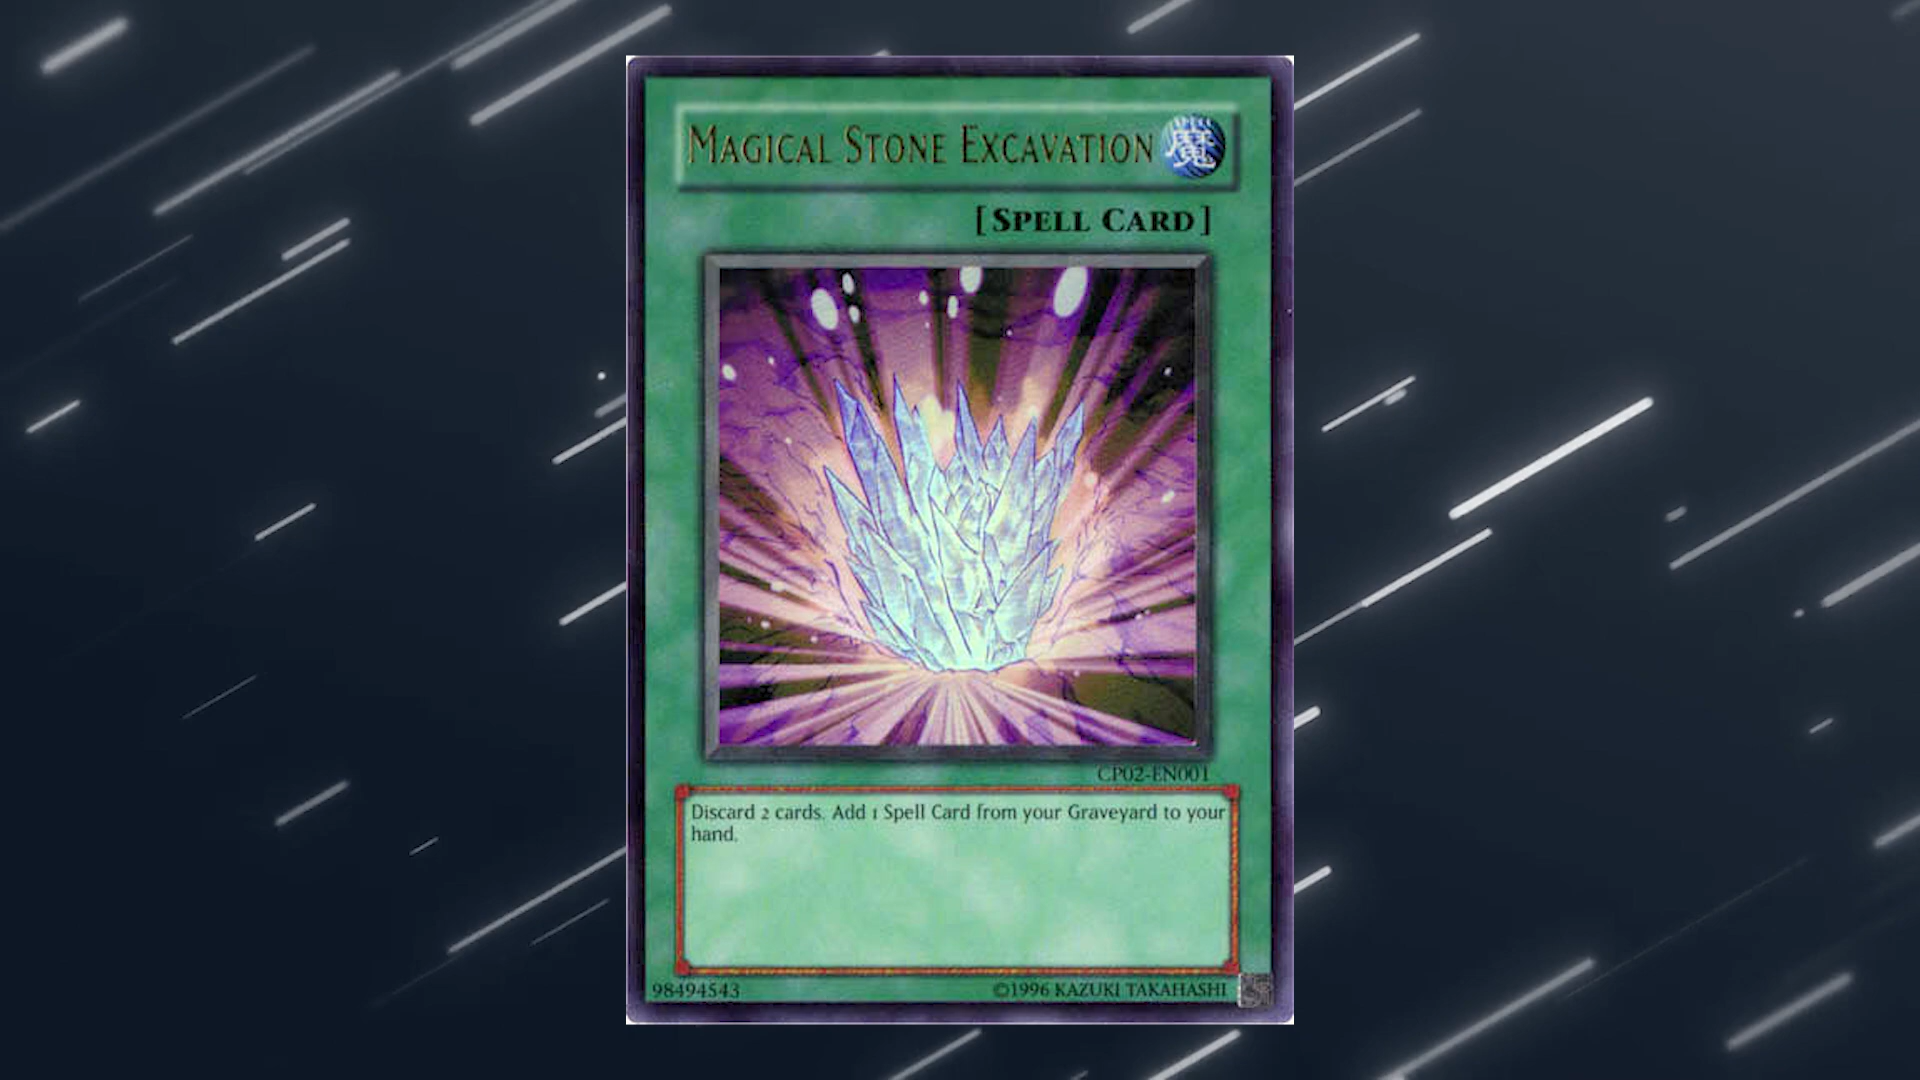 Magical Stone Excavation 魔
[Spell Card]
CP02-EN001
Discard 2 cards. Add 1 Spell Card from your Graveyard to your
hand.
98494543 ©1996 KAZUKI TAKAHASHI